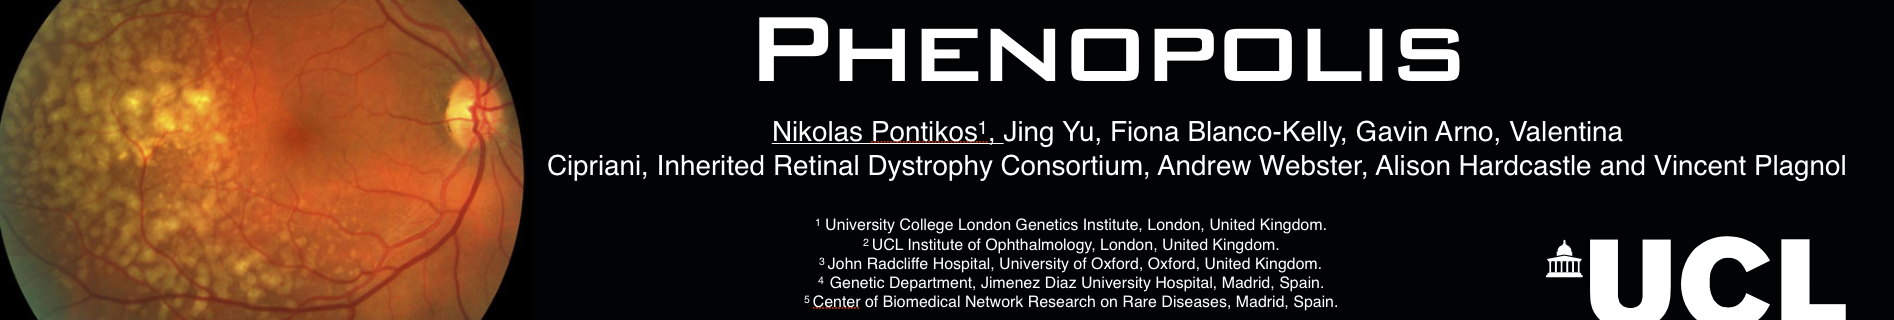 PHENOPOLIS
Nikolas Pontikos¹, Jing Yu, Fiona Blanco-Kelly, Gavin Arno, Valentina
Cipriani, Inherited Retinal Dystrophy Consortium, Andrew Webster, Alison Hardcastle and Vincent Plagnol
¹ University College London Genetics Institute, London, United Kingdom.
² UCL Institute of Ophthalmology, London, United Kingdom.
³ John Radcliffe Hospital, University of Oxford, Oxford, United Kingdom.
⁴ Genetic Department, Jimenez Diaz University Hospital, Madrid, Spain.
⁵ Center of Biomedical Network Research on Rare Diseases, Madrid, Spain.
UCL